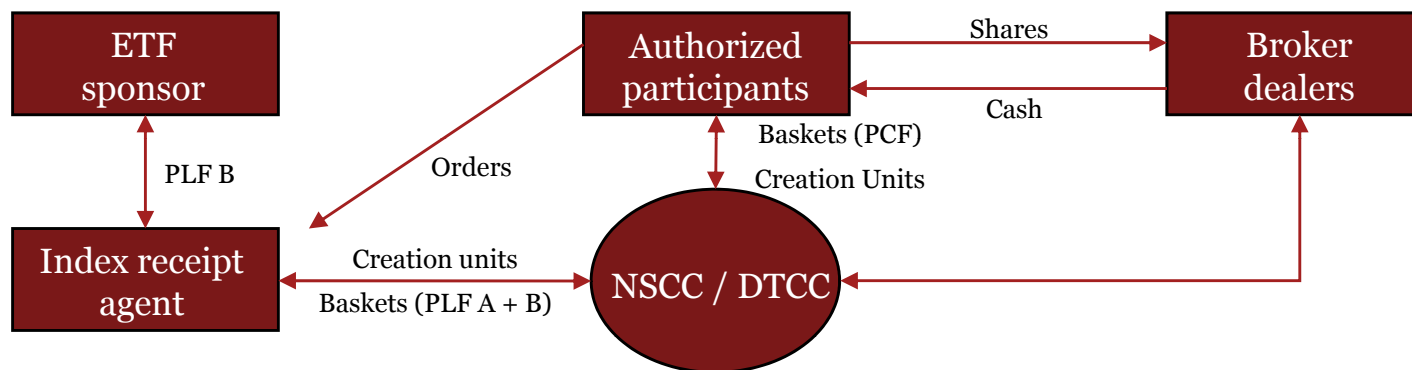 ETF
sponsor
Authorized
participants
Shares
Cash
Broker
dealers
PLF B
Orders
Baskets (PCF)
Creation Units
Index receipt
agent
Creation units
Baskets (PLF A + B)
NSCC / DTCC